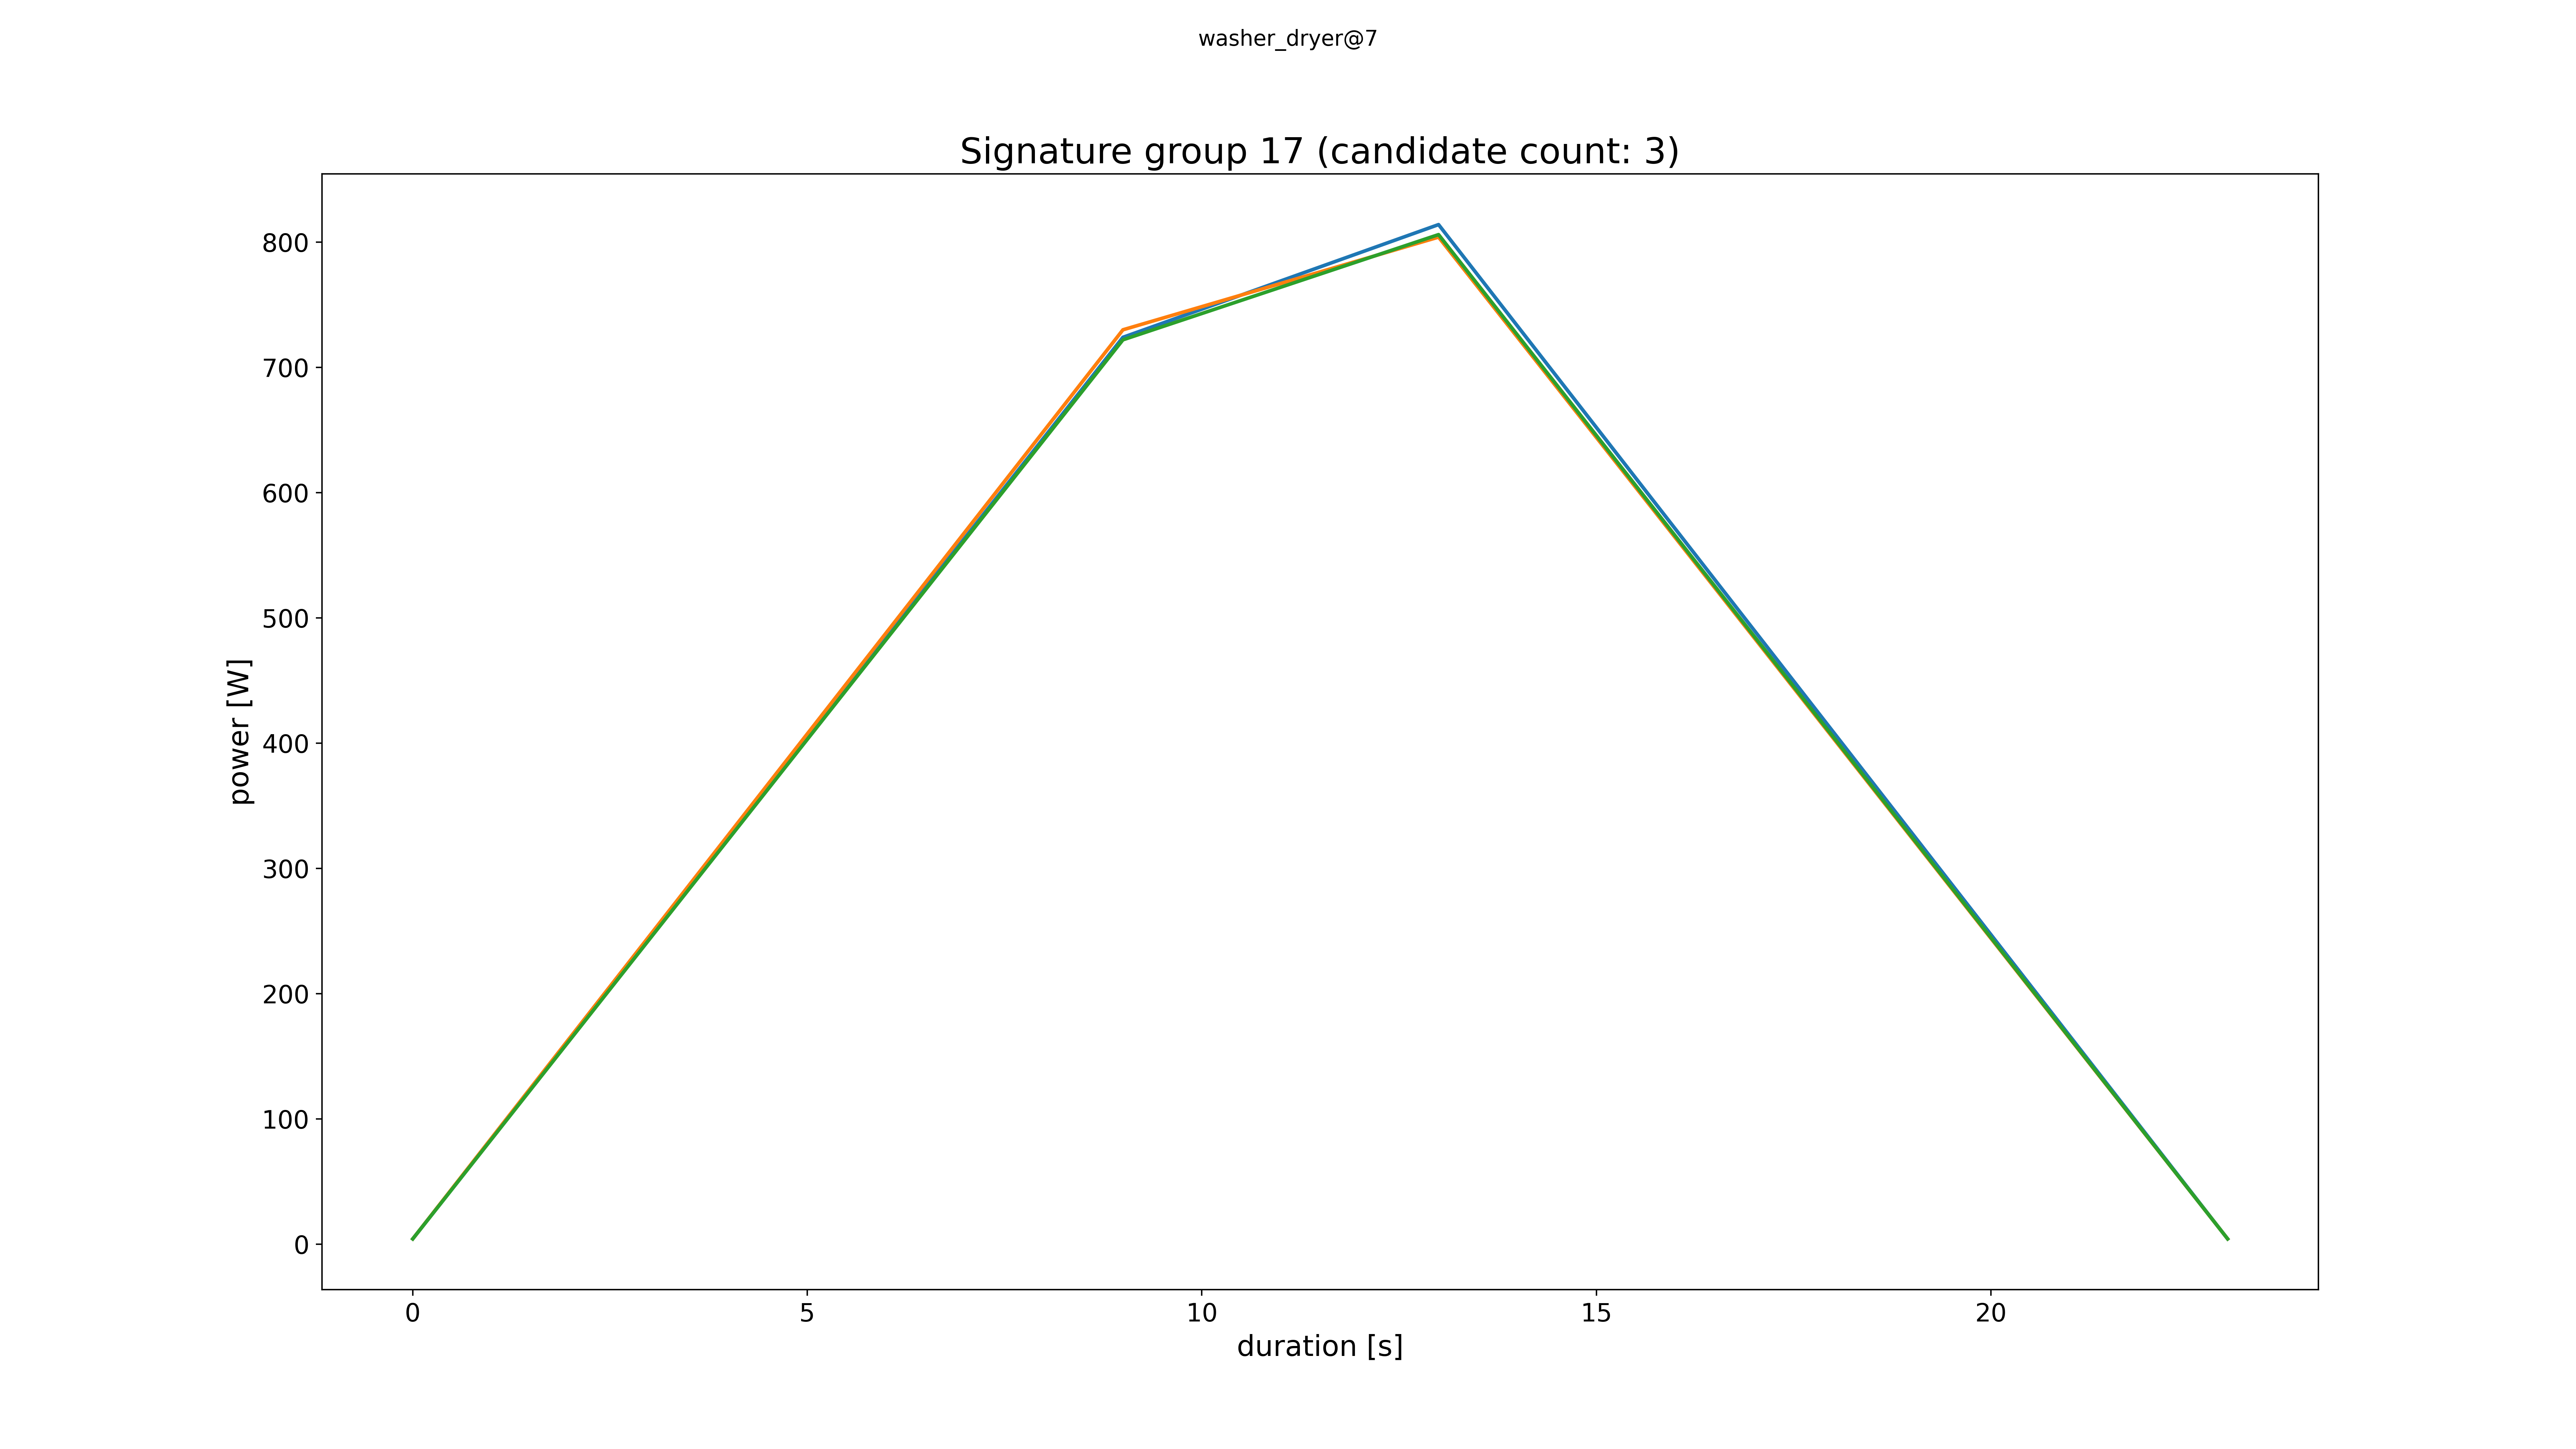 washer_dryer@7
Signature group 17 (candidate count: 3)
800
700
600
500
400
300
200
100
0
power [W]
0 5 10 15 20
duration [s]